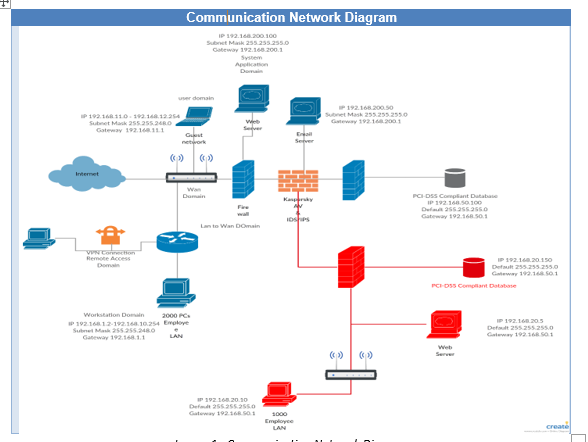 Communication Network Diagram
IP 192.168.200.100
Subnet Mask 255.255.255.0
Gateway 192.168.200.1
System
Application
Domain
user domain
IP 192.168.11.0 - 192.168.12.254
Subnet Mask 255.255.248.0
Gateway 192.168.11.1
Guest
network
Web
Server
IP 192.168.200.50
Subnet Mask 255.255.255.0
Gateway 192.168.200.1
Email
Server
Internet
Wan
Domain
Fire
wall
Kaspersky
AV
&
IDS/IPS
PCI-DSS Compliant Database
IP 192.168.50.100
Default 255.255.255.0
Gateway 192.168.50.1
Lan to Wan DOmain
VPN Connection
Remote Access
Domain
IP 192.168.20.150
Default 255.255.255.0
Gateway 192.168.50.1
PCI-DSS Compliant Database
Workstation Domain
IP 192.168.1.2-192.168.10.254
Subnet Mask 255.255.248.0
Gateway 192.168.1.1
2000 PCs
Employe
e
LAN
IP 192.168.20.5
Default 255.255.255.0
Gateway 192.168.50.1
Web
Server
IP 192.168.20.10
Default 255.255.255.0
Gateway 192.168.50.1
1000
Employee
LAN
create